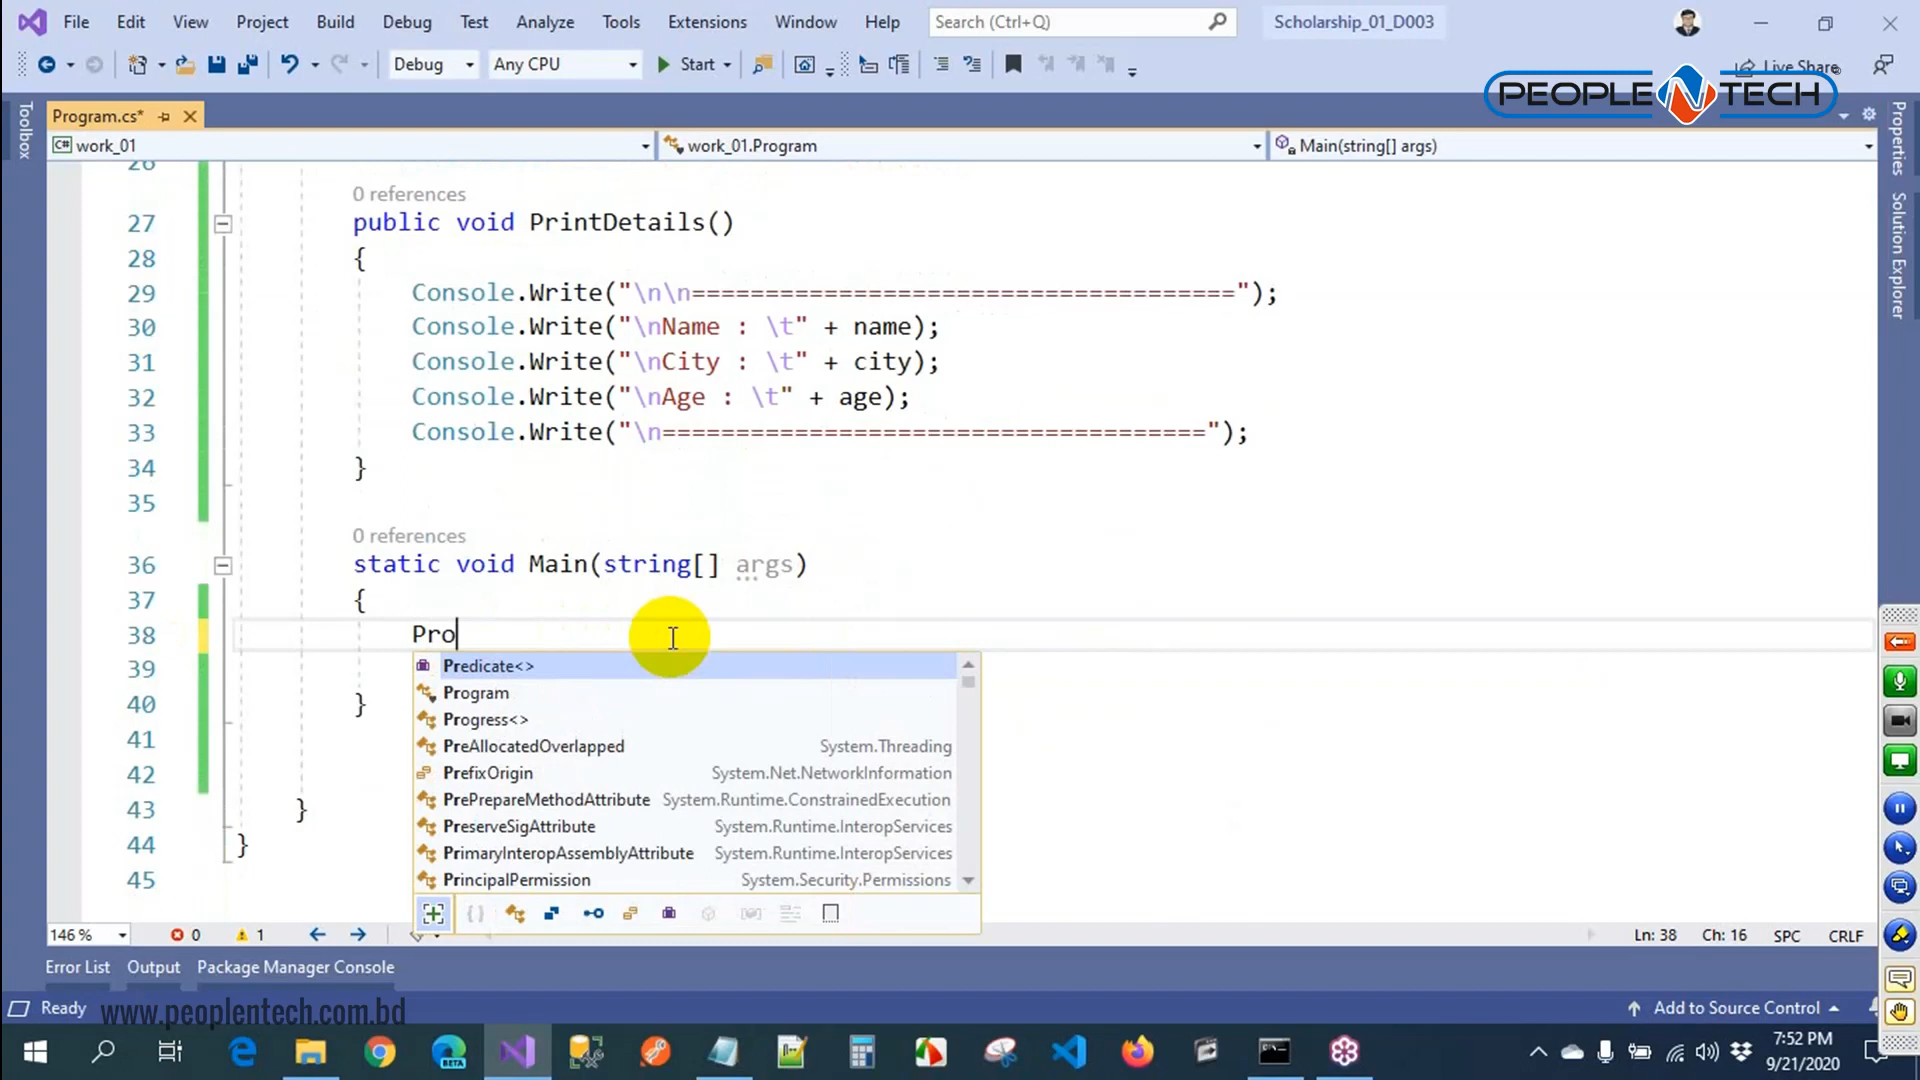 File Edit View Project Build Debug Test Analyze Tools Extensions Window Help Search (Ctrl+Q) Scholarship_01_D003
Debug Any CPU Start Live Share
PEOPLE N TECH
Program.cs*
Toolbox
C# work_01 work_01.Program Main(string[] args)
Properties
Solution Explorer
26
0 references
27 public void PrintDetails()
28 {
29 Console.Write("\n\n=====================================");
30 Console.Write("\nName : \t" + name);
31 Console.Write("\nCity : \t" + city);
32 Console.Write("\nAge : \t" + age);
33 Console.Write("\n=====================================");
34 }
35
0 references
36 static void Main(string[] args)
37 {
38 Pro
39 Predicate<>
Program
Progress<>
40 }
PreAllocatedOverlapped System.Threading
41
PrefixOrigin System.Net.NetworkInformation
42
PrePrepareMethodAttribute System.Runtime.ConstrainedExecution
43 }
PreserveSigAttribute System.Runtime.InteropServices
44 }
PrimaryInteropAssemblyAttribute System.Runtime.InteropServices
45
PrincipalPermission System.Security.Permissions
146 % 0 1 Ln: 38 Ch: 16 SPC CRLF
Error List Output Package Manager Console
Ready www.peoplentech.com.bd Add to Source Control
BETA
7:52 PM
9/21/2020